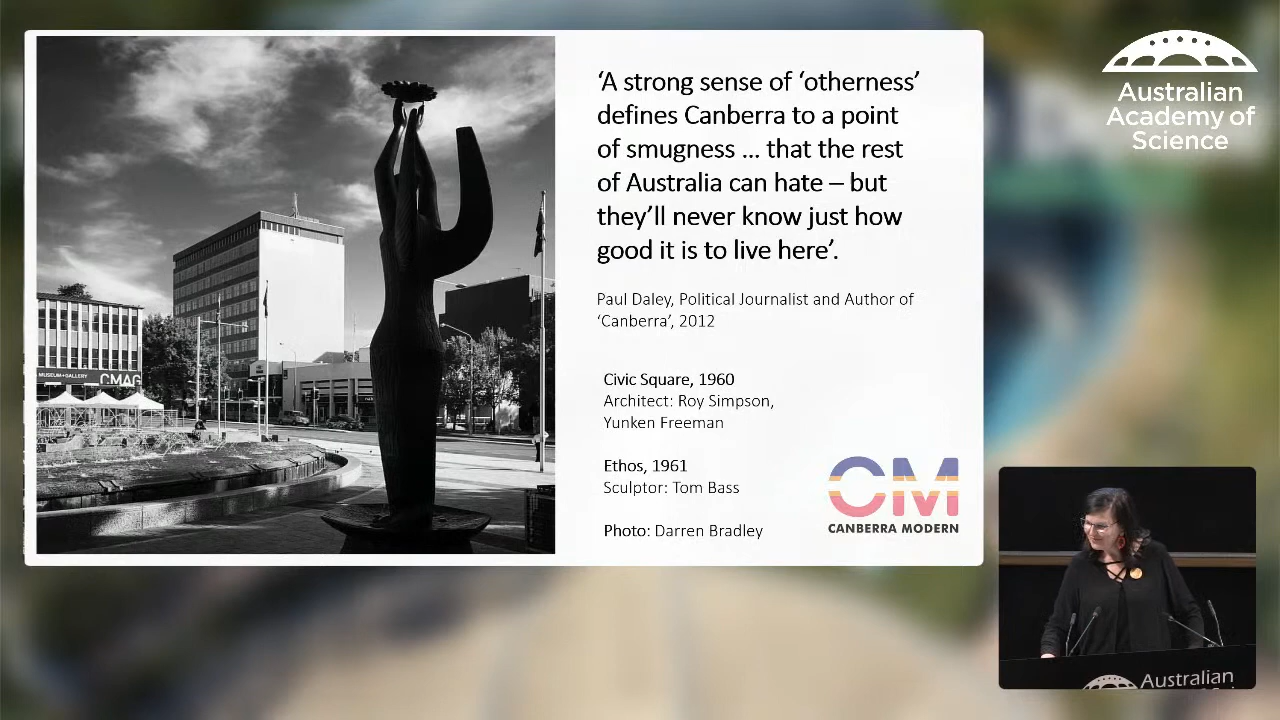 ‘A strong sense of ‘otherness’
defines Canberra to a point
of smugness ... that the rest
of Australia can hate – but
they’ll never know just how
good it is to live here’.
Paul Daley, Political Journalist and Author of
‘Canberra’, 2012
Civic Square, 1960
Architect: Roy Simpson,
Yunken Freeman
Ethos, 1961
Sculptor: Tom Bass
Photo: Darren Bradley
CM
CANBERRA MODERN
MUSEUM+GALLERY CMAG
Australian
Academy of
Science
Australian